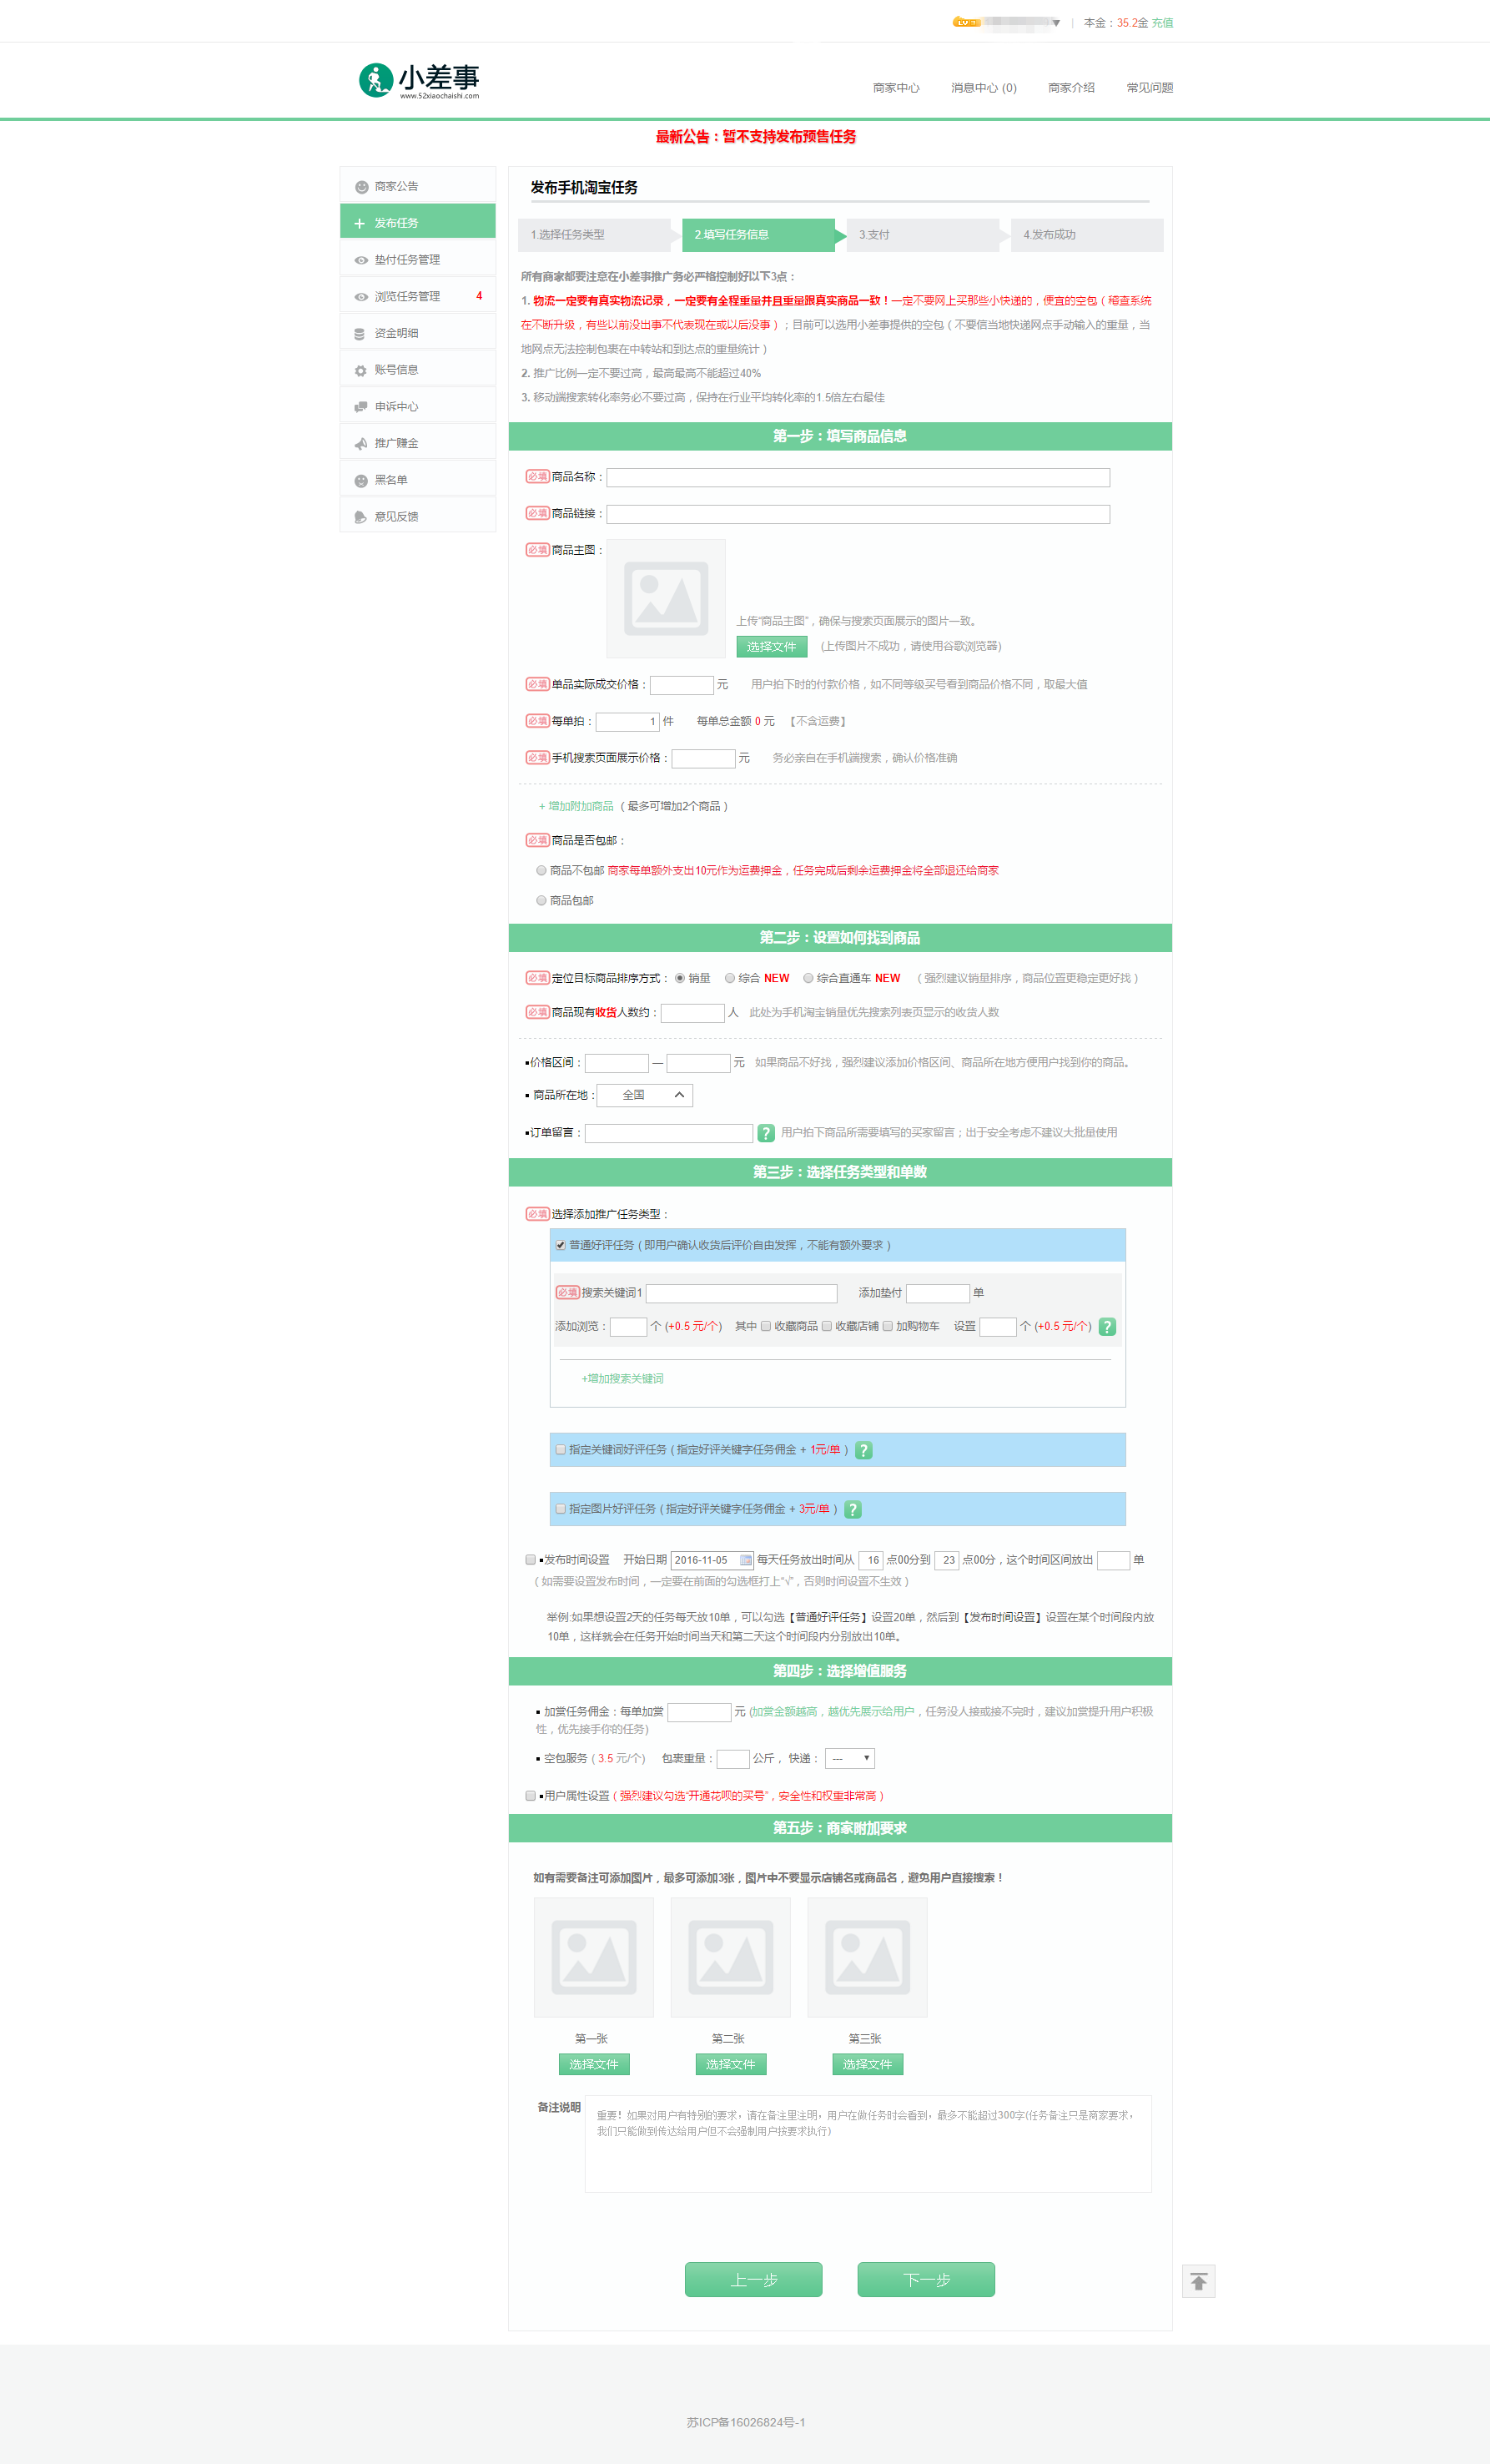 本金：35.2金 充值
小差事
www.52xiaochaishi.com
商家中心 消息中心 (0) 商家介绍 常见问题
最新公告：暂不支持发布预售任务
商家公告
发布任务
垫付任务管理
浏览任务管理 4
资金明细
账号信息
申诉中心
推广赚金
黑名单
意见反馈
发布手机淘宝任务
1.选择任务类型 2.填写任务信息 3.支付 4.发布成功
所有商家都要注意在小差事推广务必严格控制好以下3点：
1. 物流一定要有真实物流记录，一定要有全程重量并且重量跟真实商品一致！一定不要网上买那些小快递的，便宜的空包（稽查系统
在不断升级，有些以前没出事不代表现在或以后没事）；目前可以选用小差事提供的空包（不要信当地快递网点手动输入的重量，当
地网点无法控制包裹在中转站和到达点的重量统计）
2. 推广比例一定不要过高，最高最高不能超过40%
3. 移动端搜索转化率务必不要过高，保持在行业平均转化率的1.5倍左右最佳
第一步：填写商品信息
必填 商品名称：
必填 商品链接：
必填 商品主图：
上传“商品主图”，确保与搜索页面展示的图片一致。
选择文件 (上传图片不成功，请使用谷歌浏览器)
必填 单品实际成交价格： 元 用户拍下时的付款价格，如不同等级买号看到商品价格不同，取最大值
必填 每单拍： 1 件 每单总金额 0 元 【不含运费】
必填 手机搜索页面展示价格： 元 务必亲自在手机端搜索，确认价格准确
+ 增加附加商品 （最多可增加2个商品）
必填 商品是否包邮：
商品不包邮 商家每单额外支出10元作为运费押金，任务完成后剩余运费押金将全部退还给商家
商品包邮
第二步：设置如何找到商品
必填 定位目标商品排序方式： 销量 综合 NEW 综合直通车 NEW （强烈建议销量排序，商品位置更稳定更好找）
必填 商品现有收货人数约： 人 此处为手机淘宝销量优先搜索列表页显示的收货人数
▪价格区间： — 元 如果商品不好找，强烈建议添加价格区间、商品所在地方便用户找到你的商品。
▪ 商品所在地： 全国
▪订单留言： ? 用户拍下商品所需要填写的买家留言；出于安全考虑不建议大批量使用
第三步：选择任务类型和单数
必填 选择添加推广任务类型：
普通好评任务（即用户确认收货后评价自由发挥，不能有额外要求）
必填 搜索关键词1 添加垫付 单
添加浏览： 个 (+0.5 元/个) 其中 收藏商品 收藏店铺 加购物车 设置 个 (+0.5 元/个) ?
+增加搜索关键词
指定关键词好评任务（指定好评关键字任务佣金 + 1元/单 ） ?
指定图片好评任务（指定好评关键字任务佣金 + 3元/单 ） ?
▪发布时间设置 开始日期 2016-11-05 每天任务放出时间从 16 点00分到 23 点00分，这个时间区间放出 单
（如需要设置发布时间，一定要在前面的勾选框打上“√”，否则时间设置不生效）
举例:如果想设置2天的任务每天放10单，可以勾选【普通好评任务】设置20单，然后到【发布时间设置】设置在某个时间段内放
10单，这样就会在任务开始时间当天和第二天这个时间段内分别放出10单。
第四步：选择增值服务
▪ 加赏任务佣金：每单加赏 元 (加赏金额越高，越优先展示给用户，任务没人接或接不完时，建议加赏提升用户积极
性，优先接手你的任务)
▪ 空包服务（3.5 元/个） 包裹重量： 公斤， 快递： ---
▪用户属性设置（强烈建议勾选“开通花呗的买号”，安全性和权重非常高）
第五步：商家附加要求
如有需要备注可添加图片，最多可添加3张，图片中不要显示店铺名或商品名，避免用户直接搜索！
第一张 第二张 第三张
选择文件 选择文件 选择文件
备注说明 重要！如果对用户有特别的要求，请在备注里注明，用户在做任务时会看到，最多不能超过300字(任务备注只是商家要求，
我们只能做到传达给用户但不会强制用户按要求执行)
上一步 下一步
苏ICP备16026824号-1